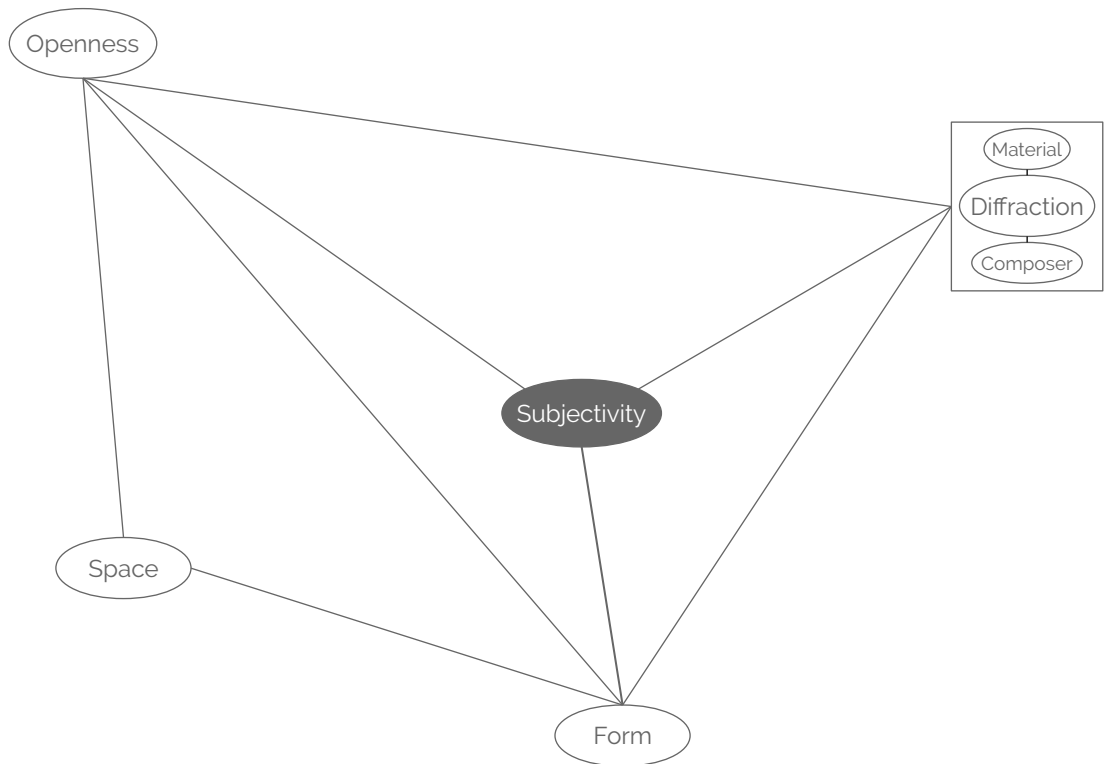 Openness
Material
Diffraction
Composer
Subjectivity
Space
Form